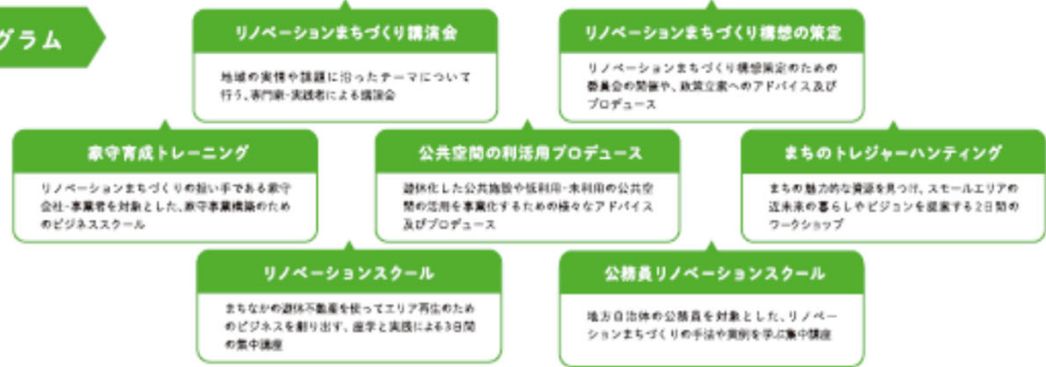 グラム
リノベーションまちづくり講演会
地域の実情や課題に沿ったテーマについて
行う、専門家・実践者による講演会
リノベーションまちづくり構想の策定
リノベーションまちづくり構想策定のための
委員会の開催や、政策立案へのアドバイス及び
プロデュース
家守育成トレーニング
リノベーションまちづくりの担い手である家守
会社・事業者を対象とした、家守事業構築のため
のビジネススクール
公共空間の利活用プロデュース
遊休化した公共施設や低利用・未利用の公共空
間の活用を事業化するための様々なアドバイス
及びプロデュース
まちのトレジャーハンティング
まちの魅力的な資源を見つけ、スモールエリアの
近未来の暮らしやビジョンを提案する2日間の
ワークショップ
リノベーションスクール
まちなかの遊休不動産を使ってエリア再生のため
のビジネスを創り出す、座学と実践による3日間
の集中講座
公務員リノベーションスクール
地方自治体の公務員を対象とした、リノベー
ションまちづくりの手法や実例を学ぶ集中講座